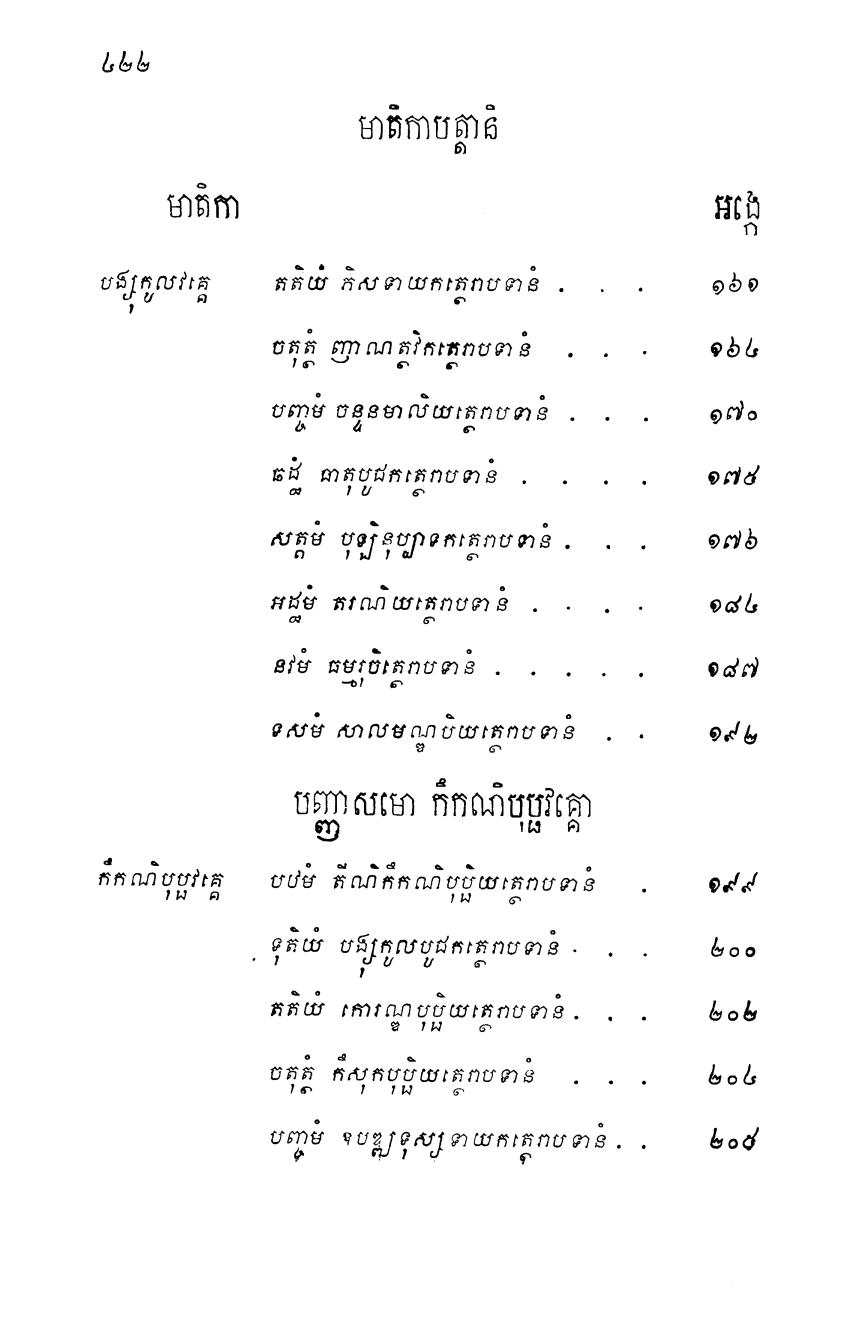 ៤២២
មាតិកាបត្តានិ
មាតិកា អង្កេ
បង្សុកូលវគ្គេ តតិយំ ភិសទាយកត្ថេរាបទានំ . . . ១៦១
ចតុត្ថំ ញាណត្ថវិកត្ថេរាបទានំ . . . ១៦៤
បញ្ចមំ ចន្ទនមាលិយត្ថេរាបទានំ . . . ១៧០
ឆដ្ឋំ ធាតុបូជកត្ថេរាបទានំ . . . . ១៧៥
សត្តមំ បុឡិនុប្បាទកត្ថេរាបទានំ . . . ១៧៦
អដ្ឋមំ តរណិយត្ថេរាបទានំ . . . . ១៨៤
នវមំ ធម្មរុចិត្ថេរាបទានំ . . . . . ១៨៧
ទសមំ សាលមណ្ឌបិយត្ថេរាបទានំ . . ១៩២
បញ្ញាសមោ កឹកណិបុប្ផវគ្គោ
កឹកណិបុប្ផវគ្គេ បឋមំ តីណិកឹកណិបុប្ផិយត្ថេរាបទានំ . ១៩៩
ទុតិយំ បង្សុកូលបូជកត្ថេរាបទានំ . . . ២០០
តតិយំ កោរណ្ឌបុប្ផិយត្ថេរាបទានំ . . . ២០២
ចតុត្ថំ កឹសុកបុប្ផិយត្ថេរាបទានំ . . . ២០៤
បញ្ចមំ ឧបឌ្ឍទុស្សទាយកត្ថេរាបទានំ . . ២០៥